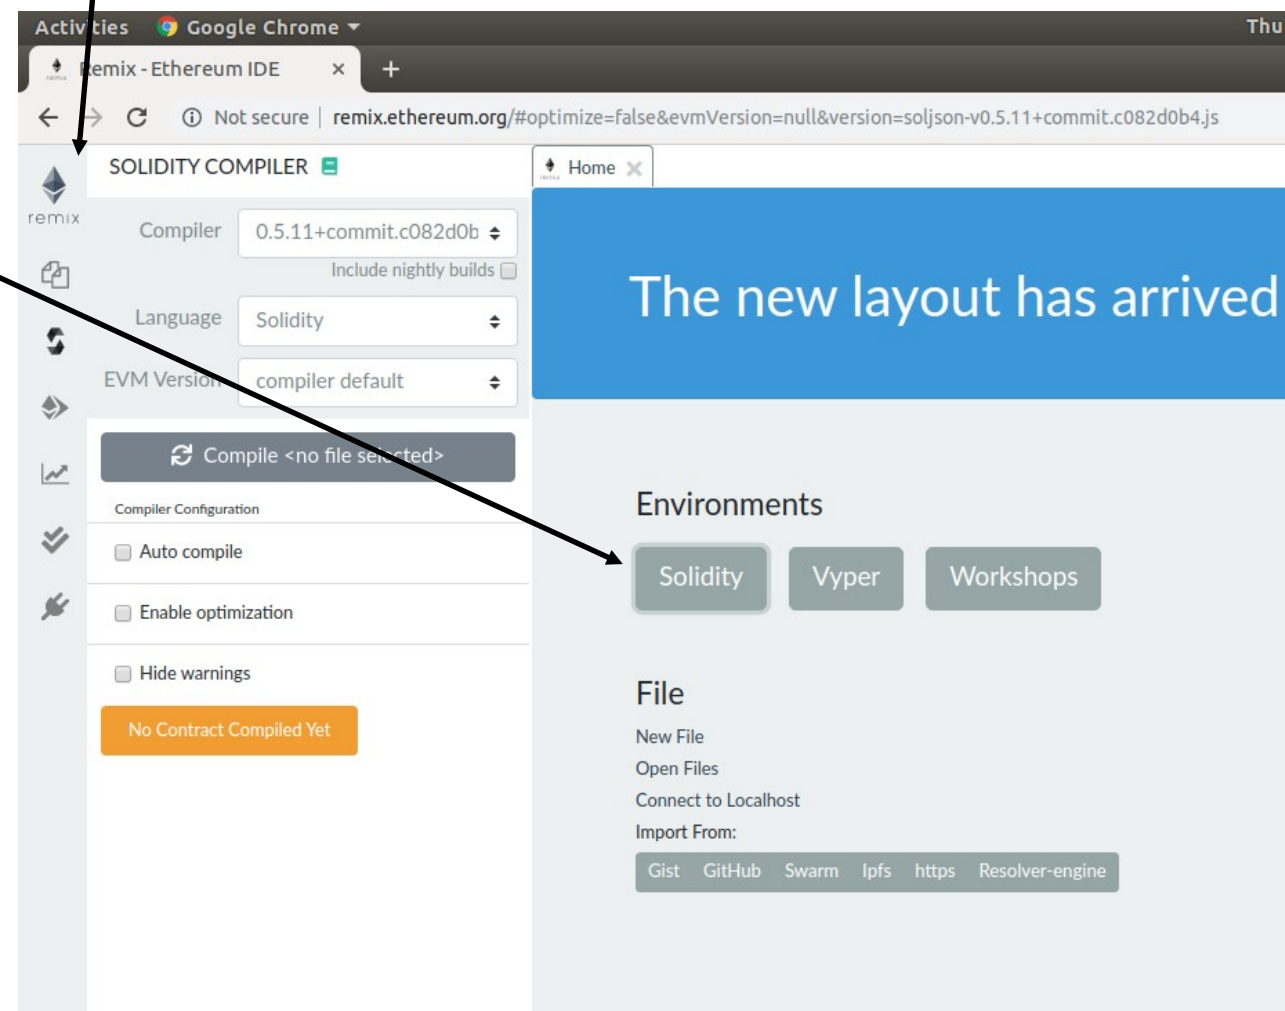 Activities Google Chrome Thu
Remix - Ethereum IDE × +
Not secure | remix.ethereum.org/#optimize=false&evmVersion=null&version=soljson-v0.5.11+commit.c082d0b4.js
SOLIDITY COMPILER
remix
Compiler 0.5.11+commit.c082d0b
Include nightly builds
Language Solidity
EVM Version compiler default
Compile <no file selected>
Compiler Configuration
Auto compile
Enable optimization
Hide warnings
No Contract Compiled Yet
remix Home
The new layout has arrived
Environments
Solidity Vyper Workshops
File
New File
Open Files
Connect to Localhost
Import From:
Gist GitHub Swarm Ipfs https Resolver-engine